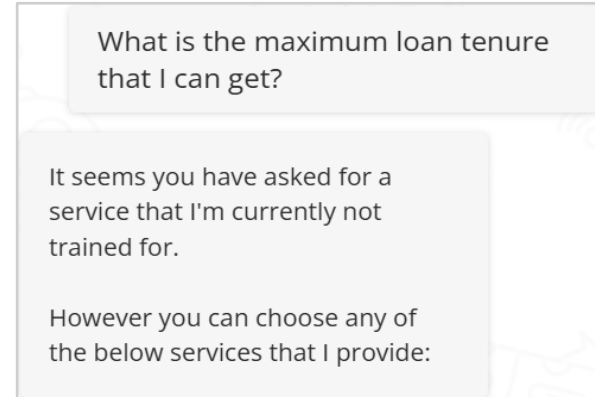 What is the maximum loan tenure
that I can get?
It seems you have asked for a
service that I'm currently not
trained for.
However you can choose any of
the below services that I provide: